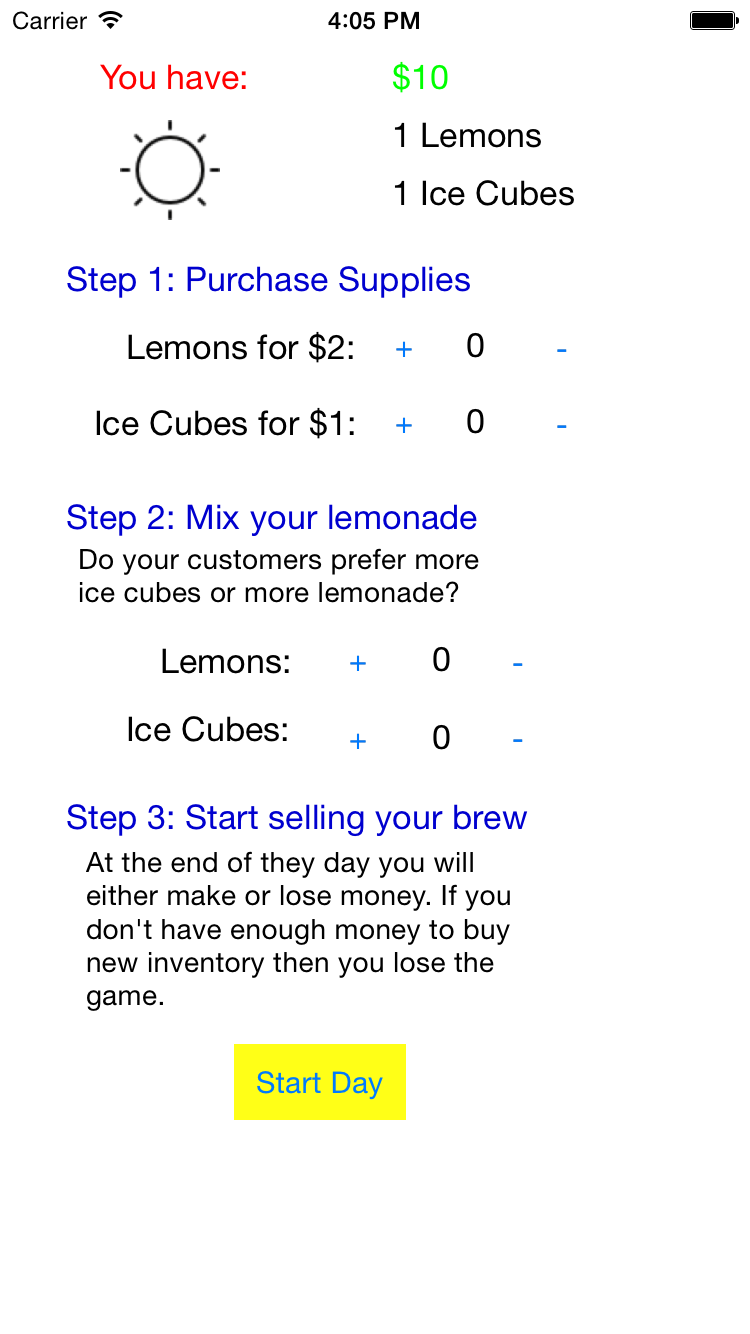 Carrier 4:05 PM
You have: $10
1 Lemons
1 Ice Cubes
Step 1: Purchase Supplies
Lemons for $2: + 0 -
Ice Cubes for $1: + 0 -
Step 2: Mix your lemonade
Do your customers prefer more
ice cubes or more lemonade?
Lemons: + 0 -
Ice Cubes: + 0 -
Step 3: Start selling your brew
At the end of they day you will
either make or lose money. If you
don't have enough money to buy
new inventory then you lose the
game.
Start Day